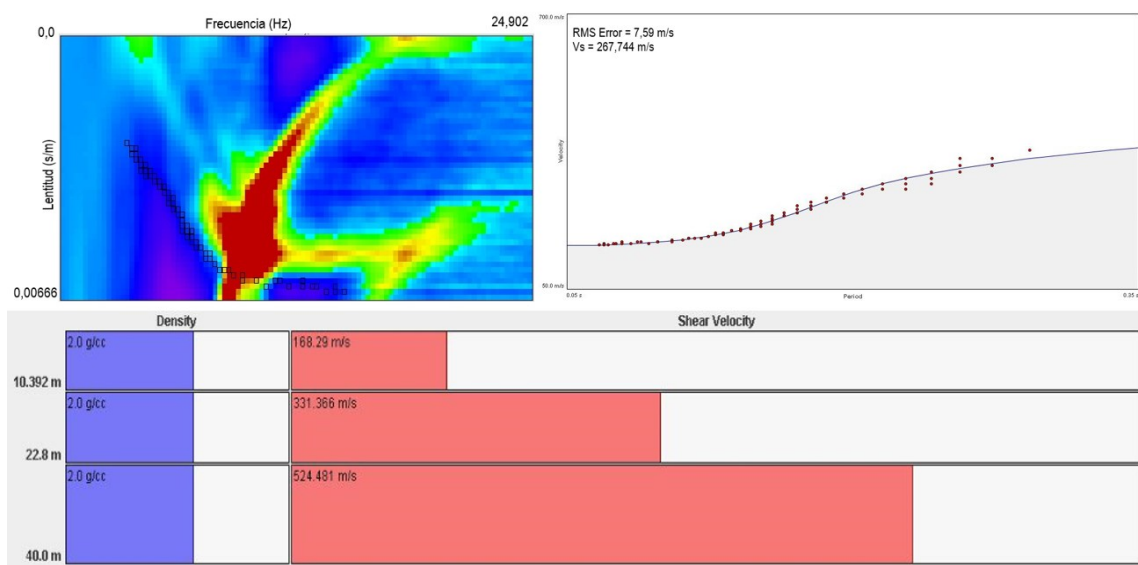 Frecuencia (Hz)
24,902
0,0
Lentitud (s/m)
0,00666
700.0 m/s
RMS Error = 7,59 m/s
Vs = 267,744 m/s
Velocity
50.0 m/s
0.05 s
Period
0.35 s
Density
Shear Velocity
2.0 g/cc
168.29 m/s
10.392 m
2.0 g/cc
331.366 m/s
22.8 m
2.0 g/cc
524.481 m/s
40.0 m